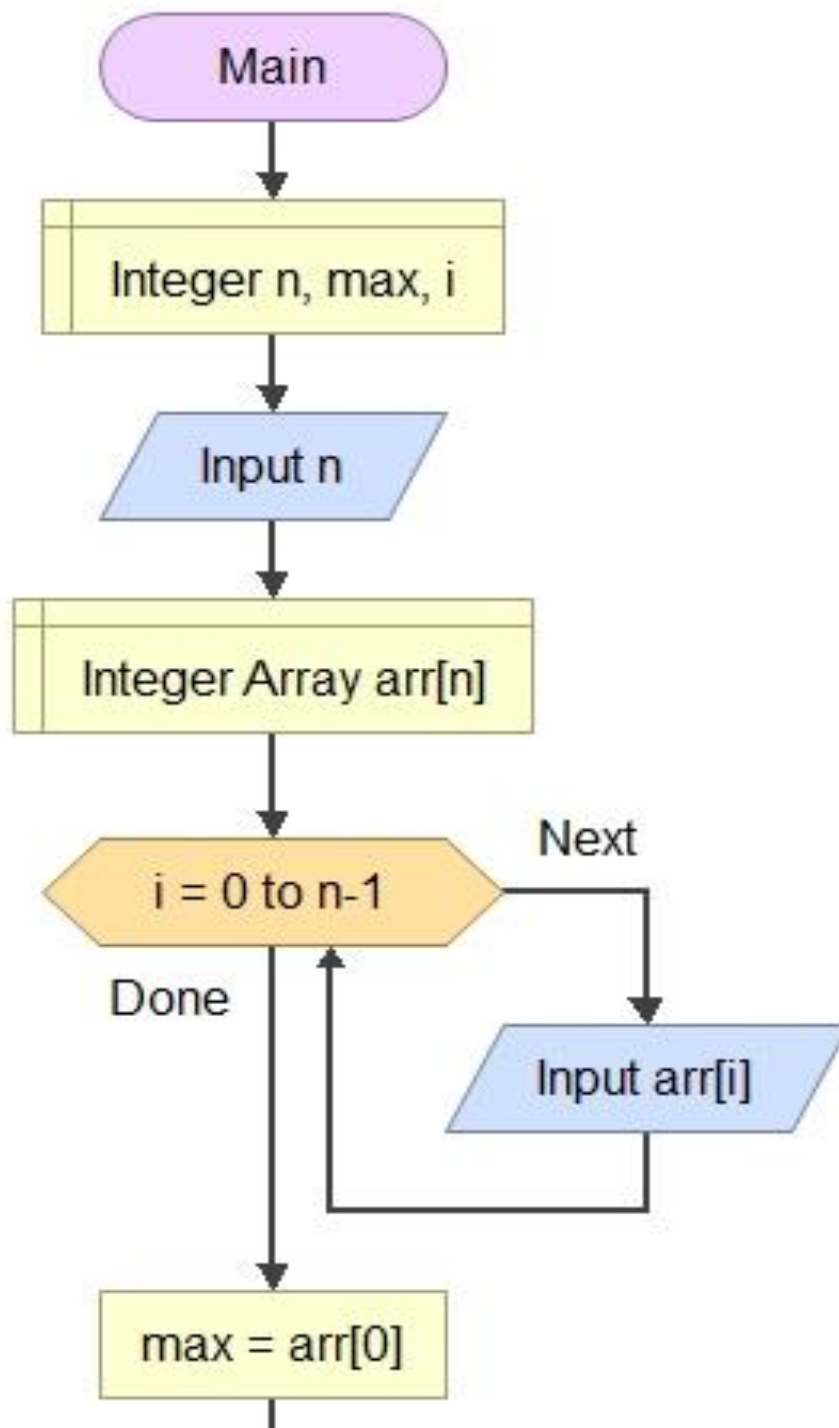 Main
Integer n, max, i
Input n
Integer Array arr[n]
i = 0 to n-1
Next
Done
Input arr[i]
max = arr[0]